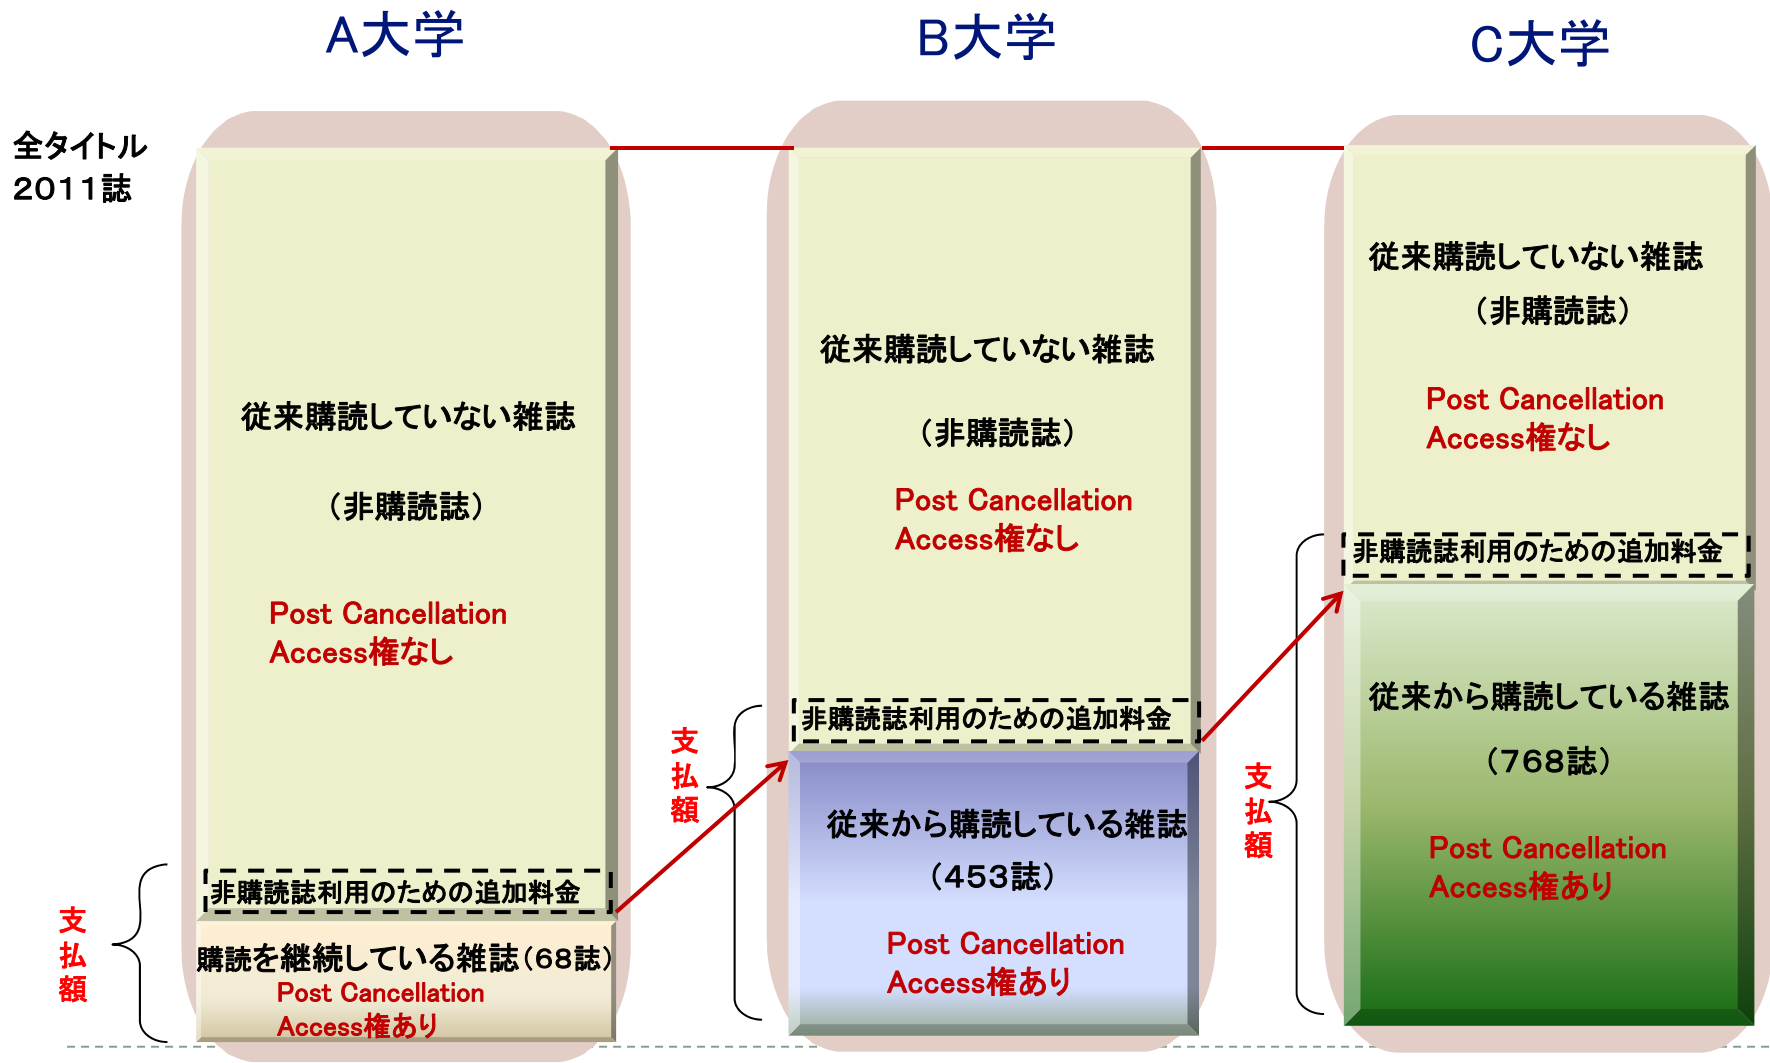 A大学
B大学
C大学
全タイトル
2011誌
従来購読していない雑誌
（非購読誌）
Post Cancellation
Access権なし
非購読誌利用のための追加料金
購読を継続している雑誌（68誌）
Post Cancellation
Access権あり
支払額
従来購読していない雑誌
（非購読誌）
Post Cancellation
Access権なし
非購読誌利用のための追加料金
従来から購読している雑誌
（453誌）
Post Cancellation
Access権あり
支払額
従来購読していない雑誌
（非購読誌）
Post Cancellation
Access権なし
非購読誌利用のための追加料金
従来から購読している雑誌
（768誌）
Post Cancellation
Access権あり
支払額